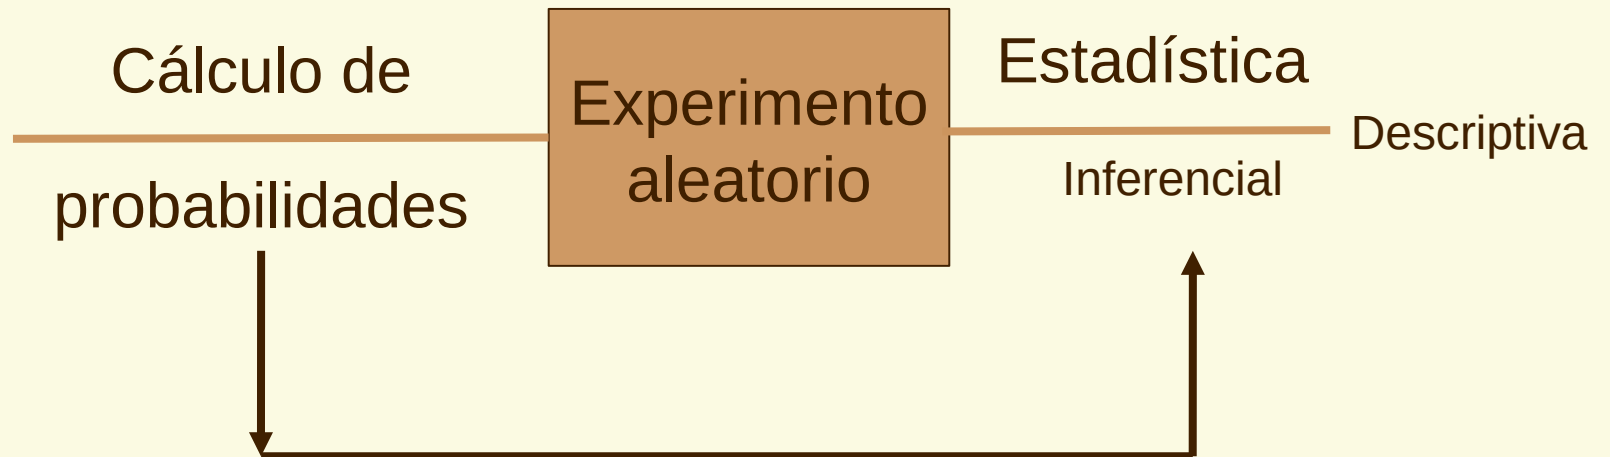 Cálculo de
probabilidades
Experimento
aleatorio
Estadística
Descriptiva
Inferencial